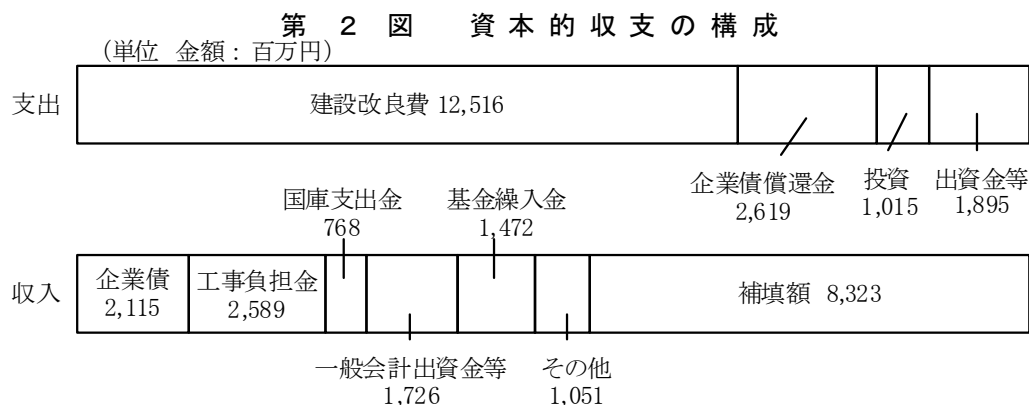 第２図　資本的収支の構成
（単位 金額：百万円）
支出
建設改良費 12,516
企業債償還金
2,619
投資
1,015
出資金等
1,895
国庫支出金
768
基金繰入金
1,472
収入
企業債
2,115
工事負担金
2,589
補填額 8,323
一般会計出資金等
1,726
その他
1,051